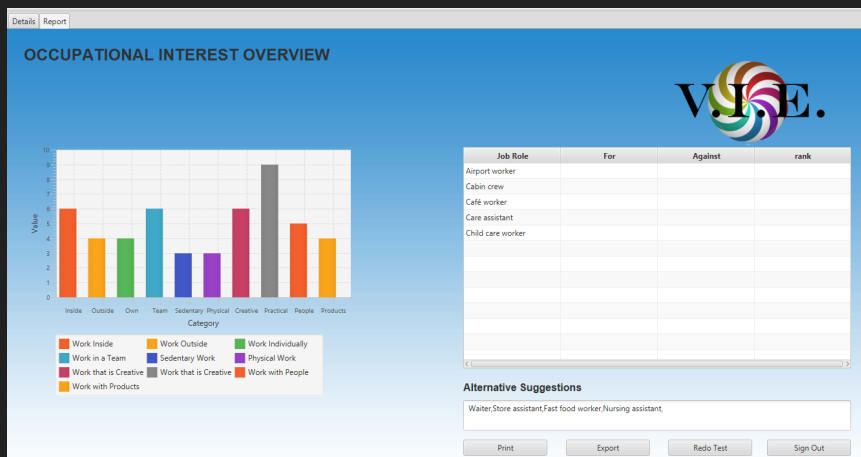 Details Report
OCCUPATIONAL INTEREST OVERVIEW
V.I.E.
10
9
8
7
6
5
4
3
2
1
0
Value
Inside Outside Own Team Sedentary Physical Creative Practical People Products
Category
Work Inside Work Outside Work Individually
Work in a Team Sedentary Work Physical Work
Work that is Creative Work that is Creative Work with People
Work with Products
Job Role For Against rank
Airport worker
Cabin crew
Café worker
Care assistant
Child care worker
Alternative Suggestions
Waiter,Store assistant,Fast food worker,Nursing assistant,
Print Export Redo Test Sign Out